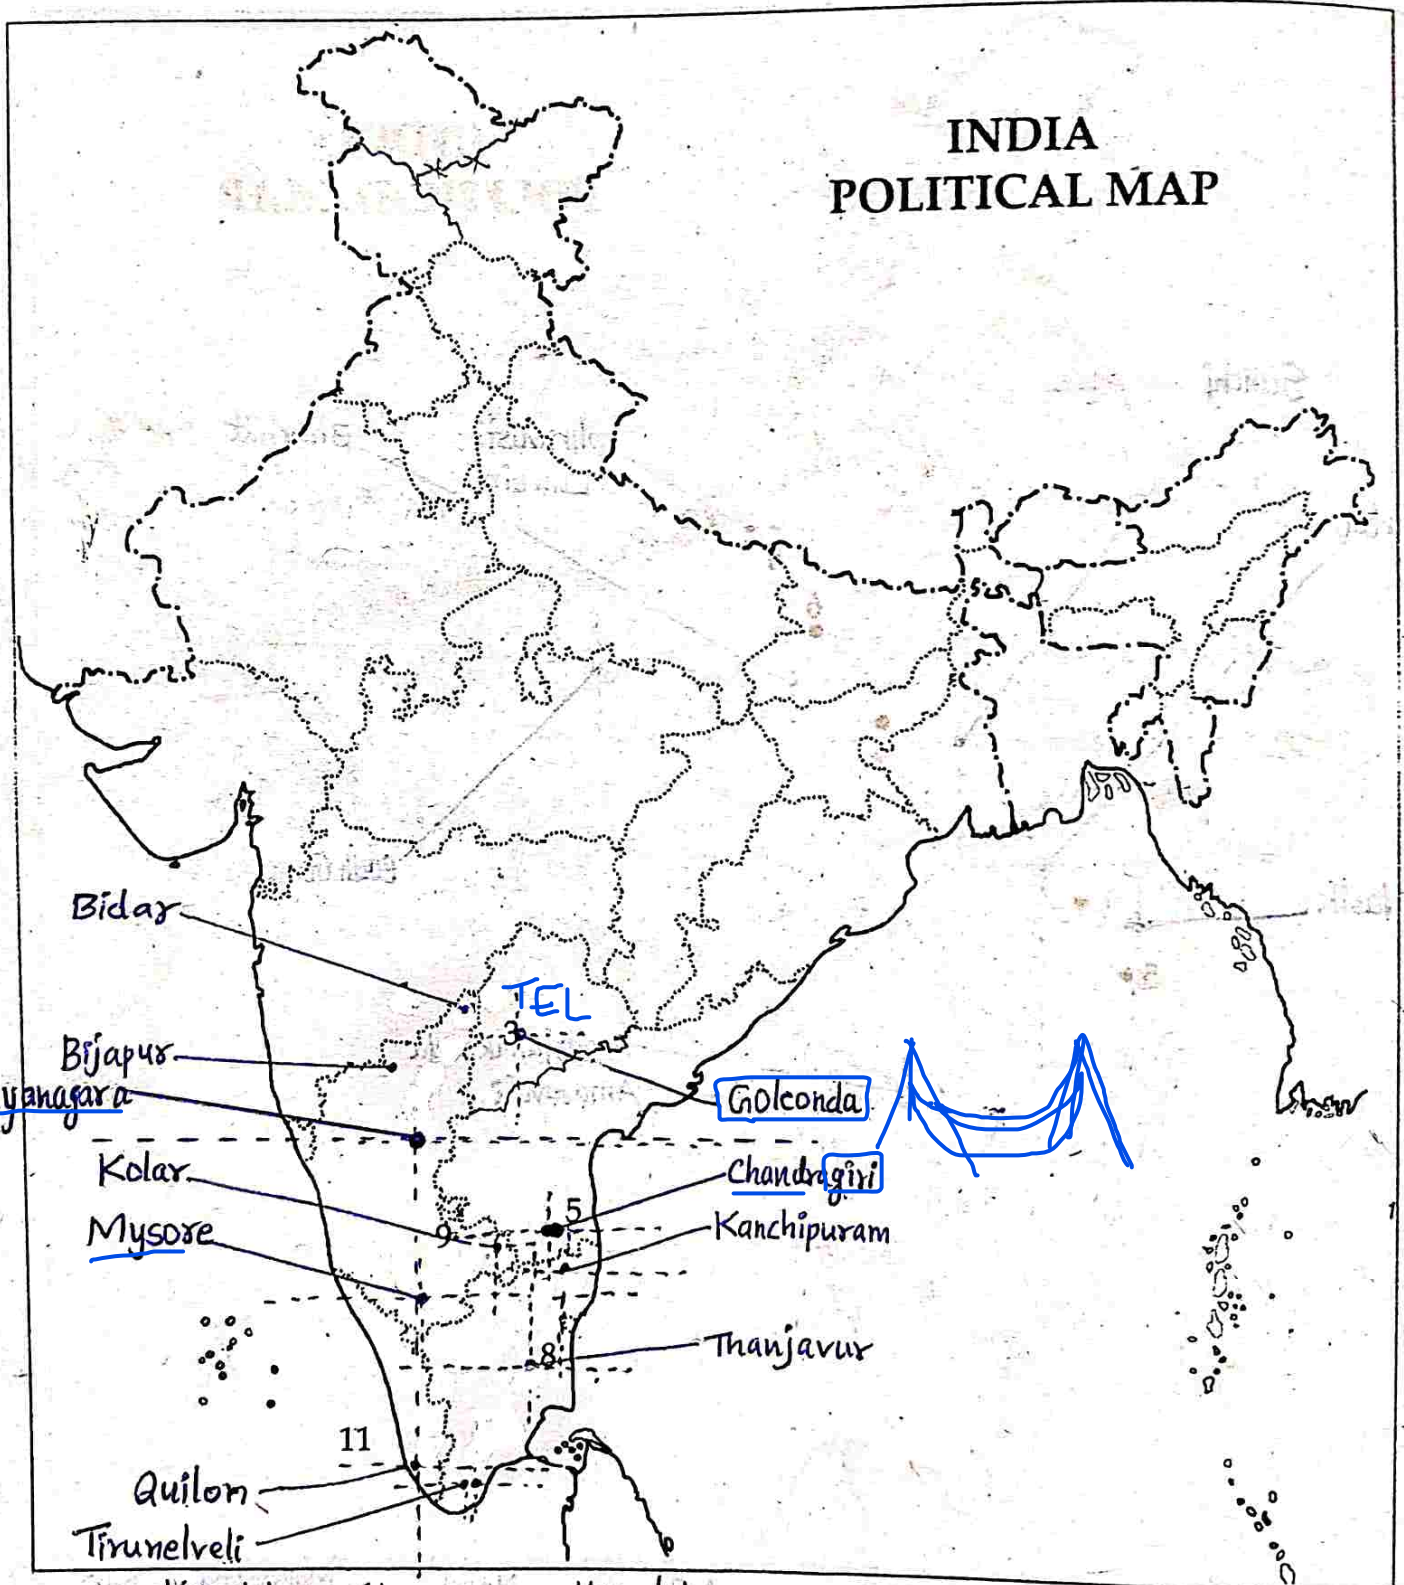 INDIA
POLITICAL MAP
Bidar
TEL
3
Bijapur
yanagara
Golconda
Kolar
Chandragiri
5
9
Kanchipuram
Mysore
8
Thanjavur
11
Quilon
Tirunelveli